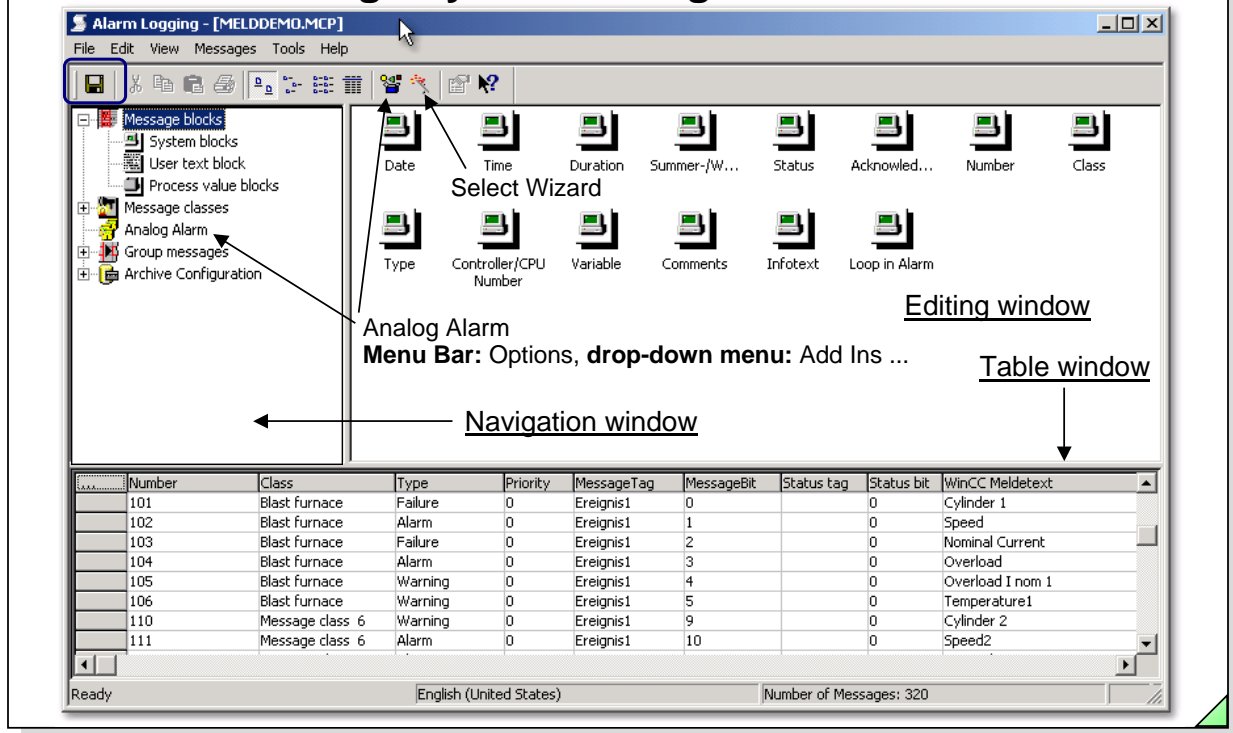 Alarm Logging - [MELDDEMO.MCP]
File Edit View Messages Tools Help
Message blocks
System blocks
User text block
Process value blocks
Message classes
Analog Alarm
Group messages
Archive Configuration
Date Time Duration Summer-/W... Status Acknowled... Number Class
Select Wizard
Type Controller/CPU Number Variable Comments Infotext Loop in Alarm
Editing window
Analog Alarm
Menu Bar: Options, drop-down menu: Add Ins ...
Table window
Navigation window
Number Class Type Priority MessageTag MessageBit Status tag Status bit WinCC Meldetext
101 Blast furnace Failure 0 Ereignis1 0 0 Cylinder 1
102 Blast furnace Alarm 0 Ereignis1 1 0 Speed
103 Blast furnace Failure 0 Ereignis1 2 0 Nominal Current
104 Blast furnace Alarm 0 Ereignis1 3 0 Overload
105 Blast furnace Warning 0 Ereignis1 4 0 Overload I nom 1
106 Blast furnace Warning 0 Ereignis1 5 0 Temperature1
110 Message class 6 Warning 0 Ereignis1 9 0 Cylinder 2
111 Message class 6 Alarm 0 Ereignis1 10 0 Speed2
Ready English (United States) Number of Messages: 320